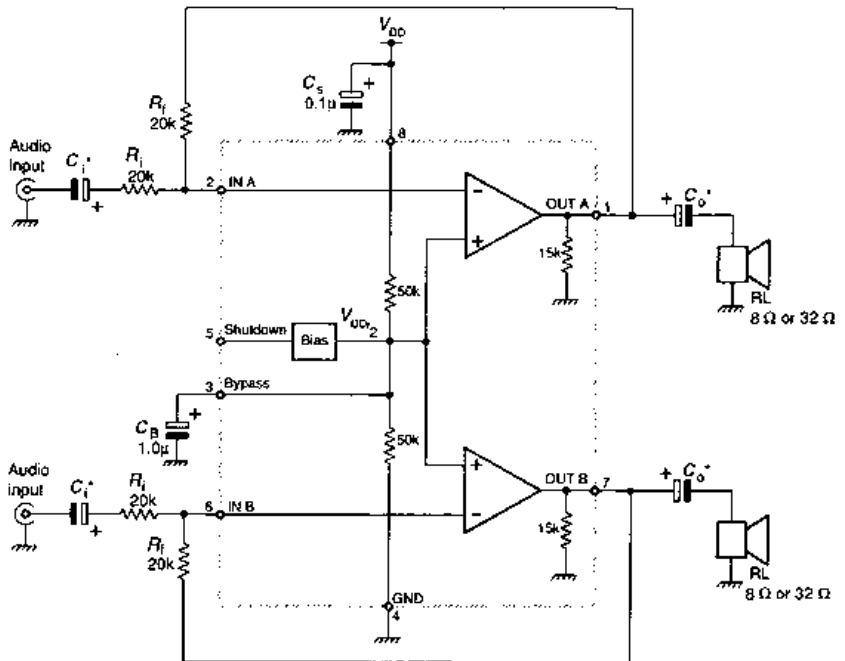 VDD
Cs
0.1µ
Rf
20k
8
Audio
Input
Ci*
Ri
20k
+
2
IN A
−
+
OUT A
1
+
Co*
15k
RL
8 Ω or 32 Ω
50k
5
Shutdown
Bias
VDD/2
3
Bypass
+
CB
1.0µ
50k
Audio
input
Ci*
Ri
20k
+
6
IN B
+
−
OUT B
7
+
Co*
Rf
20k
15k
RL
8 Ω or 32 Ω
GND
4